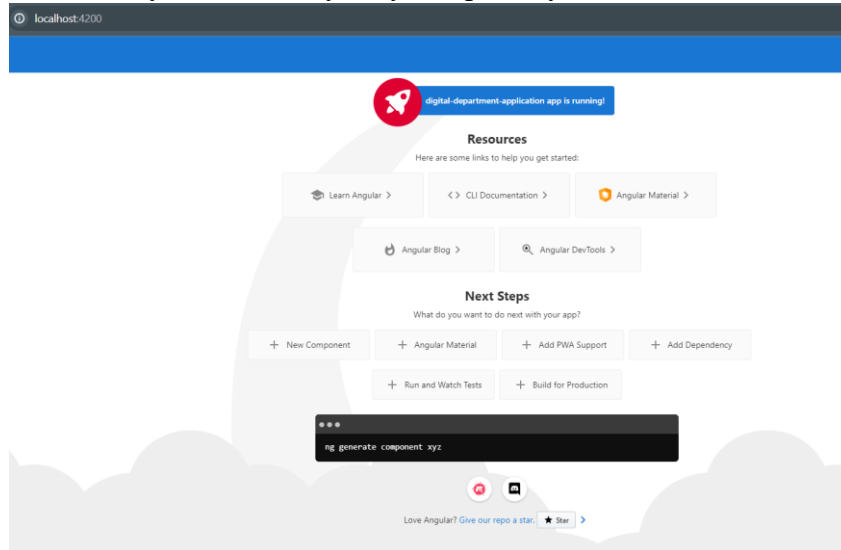 localhost:4200
digital-department-application app is running!
Resources
Here are some links to help you get started:
Learn Angular
CLI Documentation
Angular Material
Angular Blog
Angular DevTools
Next Steps
What do you want to do next with your app?
New Component
Angular Material
Add PWA Support
Add Dependency
Run and Watch Tests
Build for Production
ng generate component xyz
Love Angular? Give our repo a star. Star